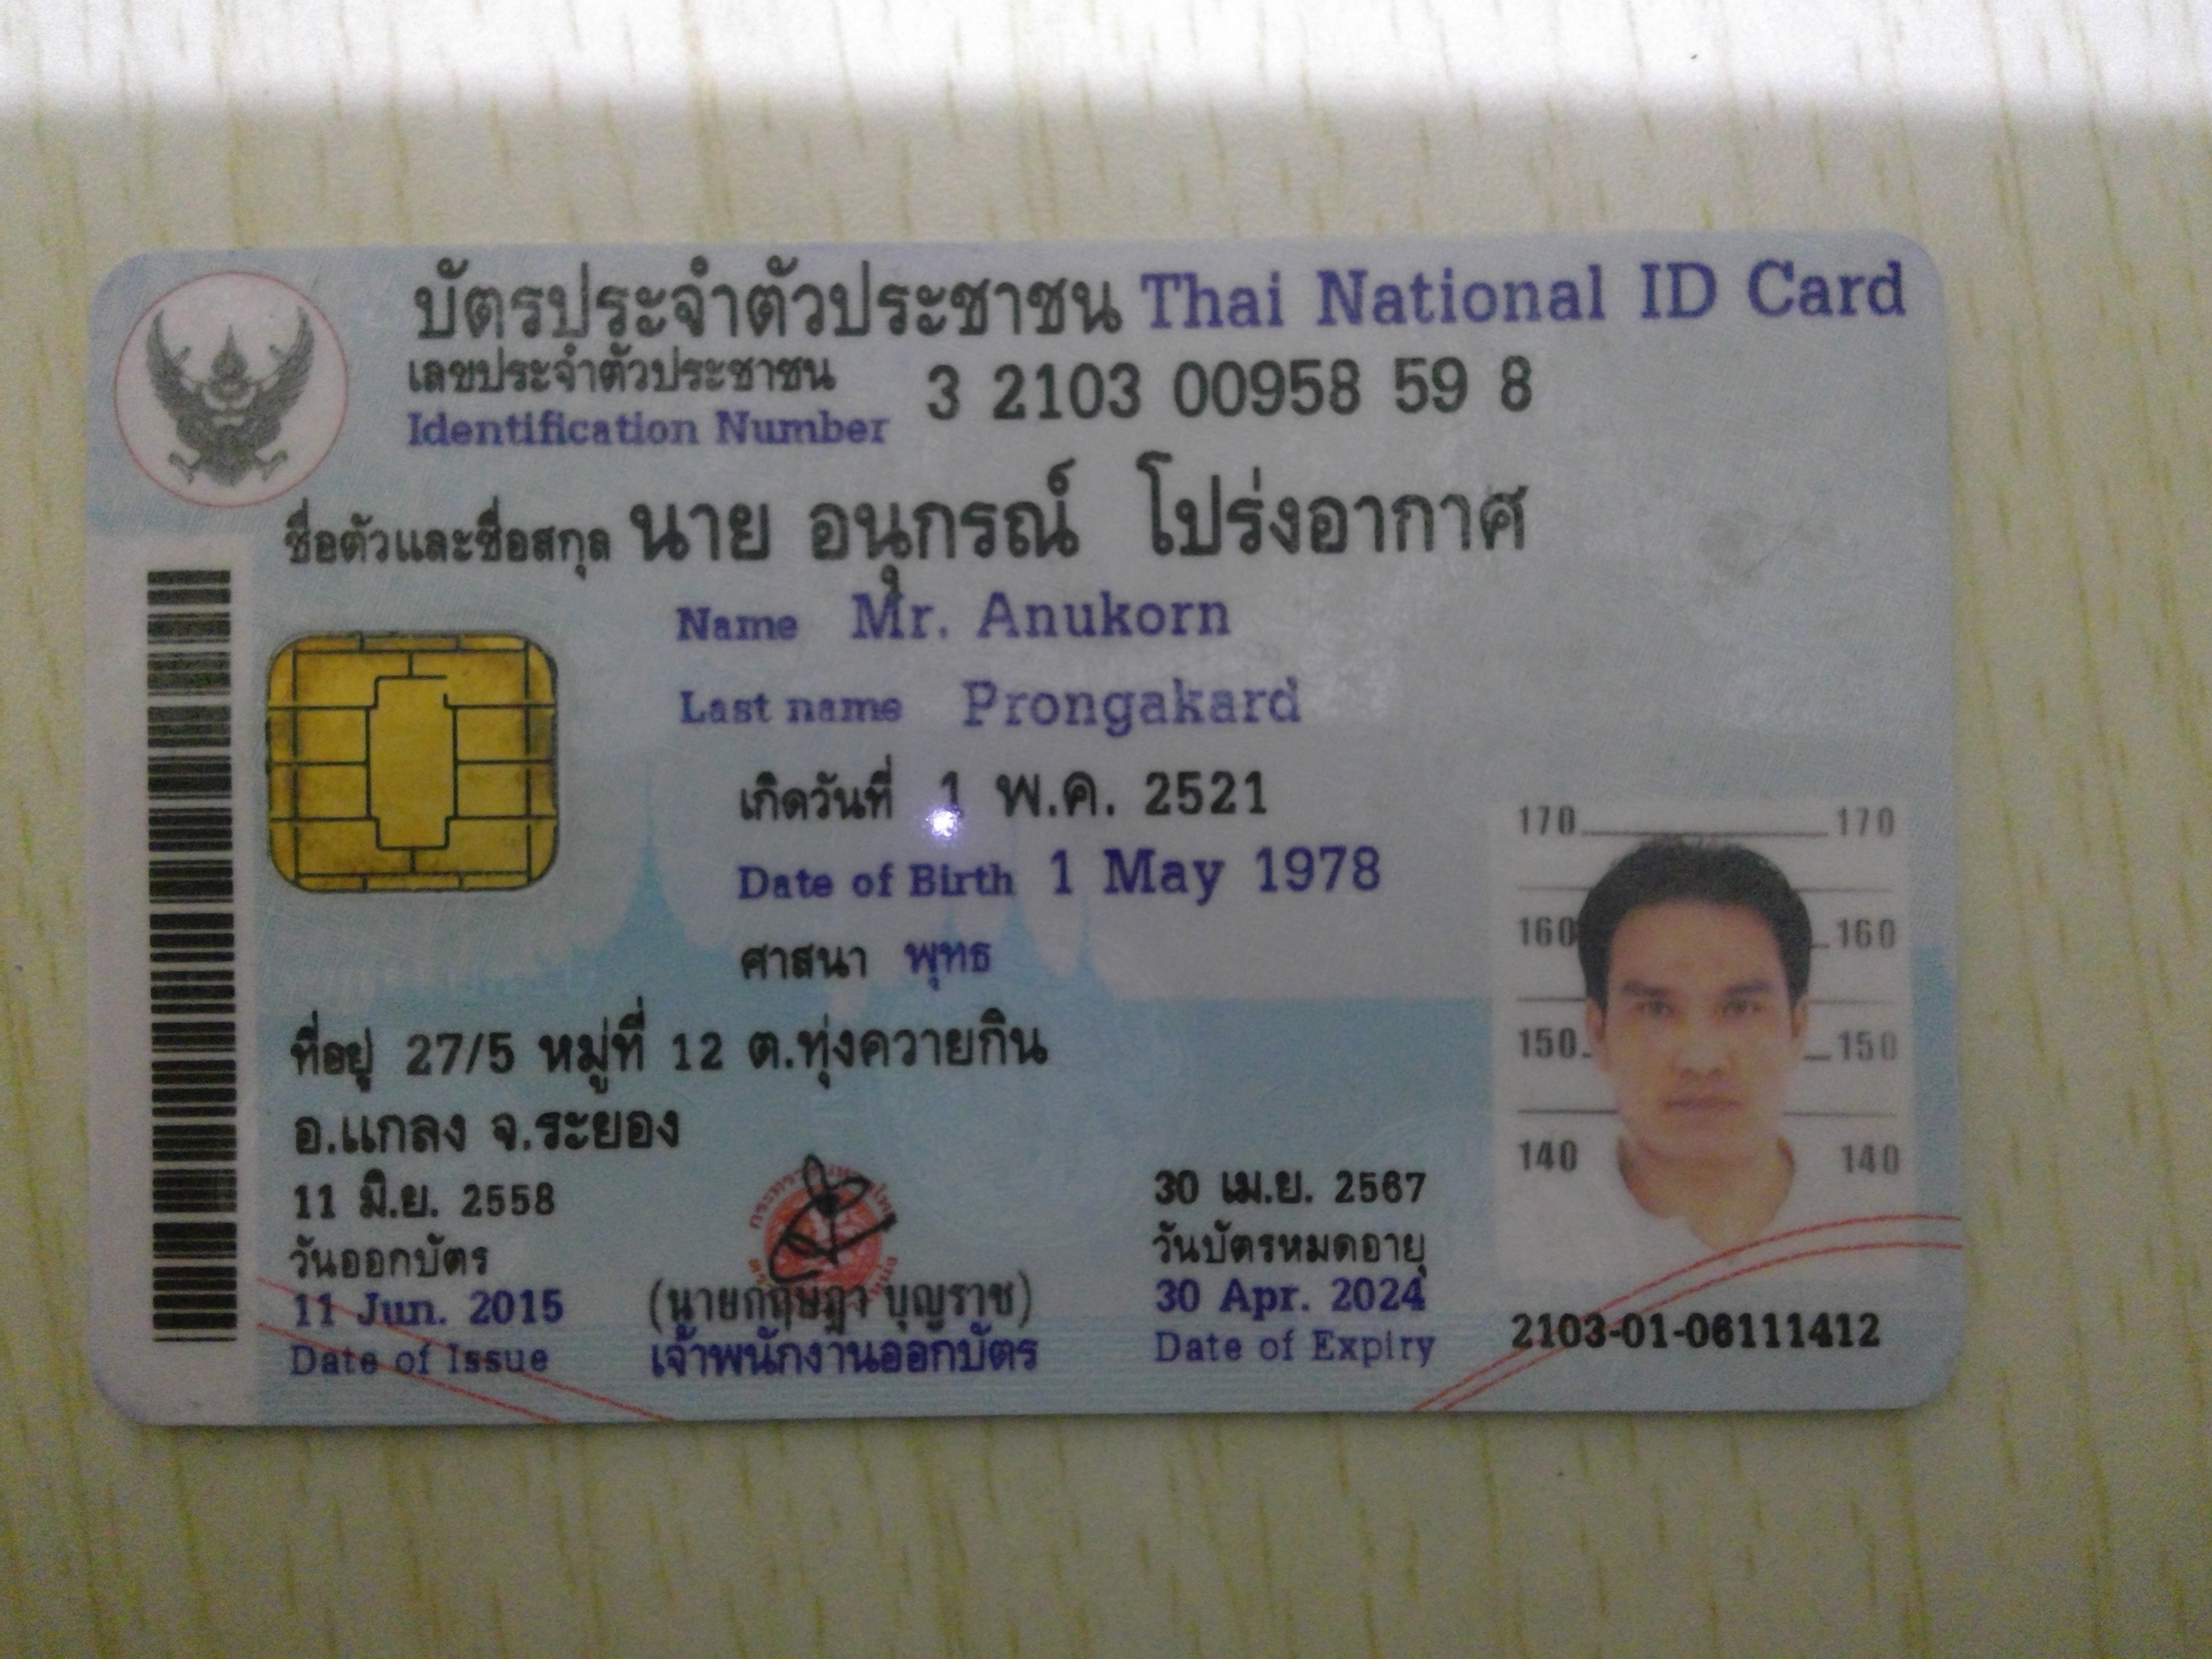 บัตรประจำตัวประชาชน Thai National ID Card
เลขประจำตัวประชาชน 3 2103 00958 59 8
Identification Number
ชื่อตัวและชื่อสกุล นาย อนุกรณ์ โปร่งอากาศ
Name Mr. Anukorn
Last name Prongakard
เกิดวันที่ 1 พ.ค. 2521
Date of Birth 1 May 1978
ศาสนา พุทธ
ที่อยู่ 27/5 หมู่ที่ 12 ต.ทุ่งควายกิน
อ.แกลง จ.ระยอง
170 170
160 160
150 150
140 140
11 มิ.ย. 2558
วันออกบัตร
11 Jun. 2015
Date of Issue
(นายกฤษฎา บุญราช)
เจ้าพนักงานออกบัตร
30 เม.ย. 2567
วันบัตรหมดอายุ
30 Apr. 2024
Date of Expiry
2103-01-06111412